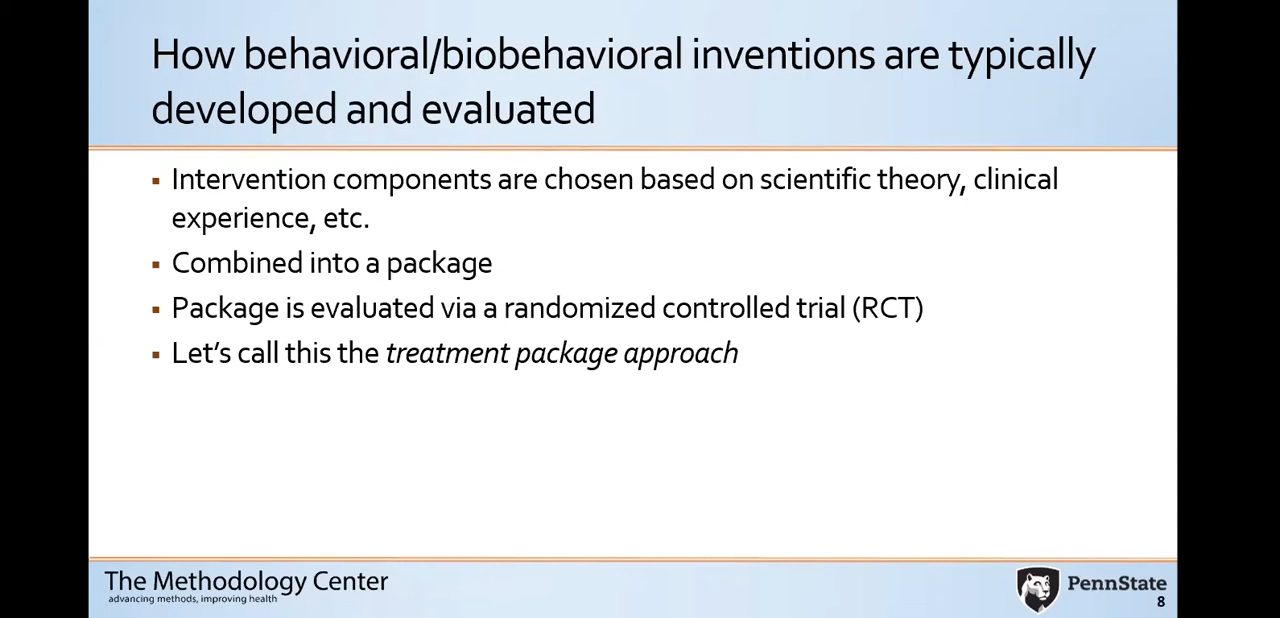 How behavioral/biobehavioral inventions are typically
developed and evaluated
▪ Intervention components are chosen based on scientific theory, clinical
experience, etc.
▪ Combined into a package
▪ Package is evaluated via a randomized controlled trial (RCT)
▪ Let's call this the treatment package approach
The Methodology Center
advancing methods, improving health
PennState
8